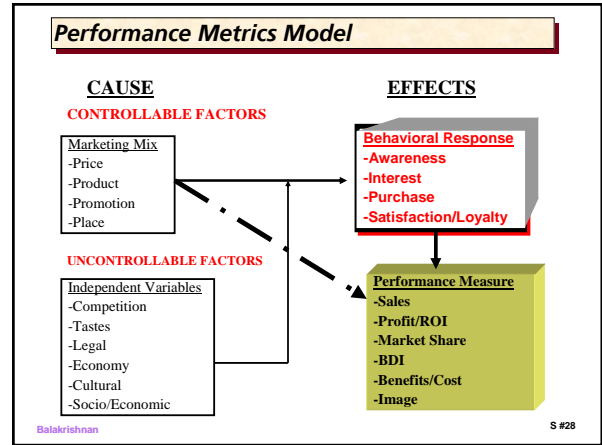 Performance Metrics Model
CAUSE
CONTROLLABLE FACTORS
Marketing Mix
-Price
-Product
-Promotion
-Place
UNCONTROLLABLE FACTORS
Independent Variables
-Competition
-Tastes
-Legal
-Economy
-Cultural
-Socio/Economic
EFFECTS
Behavioral Response
-Awareness
-Interest
-Purchase
-Satisfaction/Loyalty
Performance Measure
-Sales
-Profit/ROI
-Market Share
-BDI
-Benefits/Cost
-Image
Balakrishnan
S #28